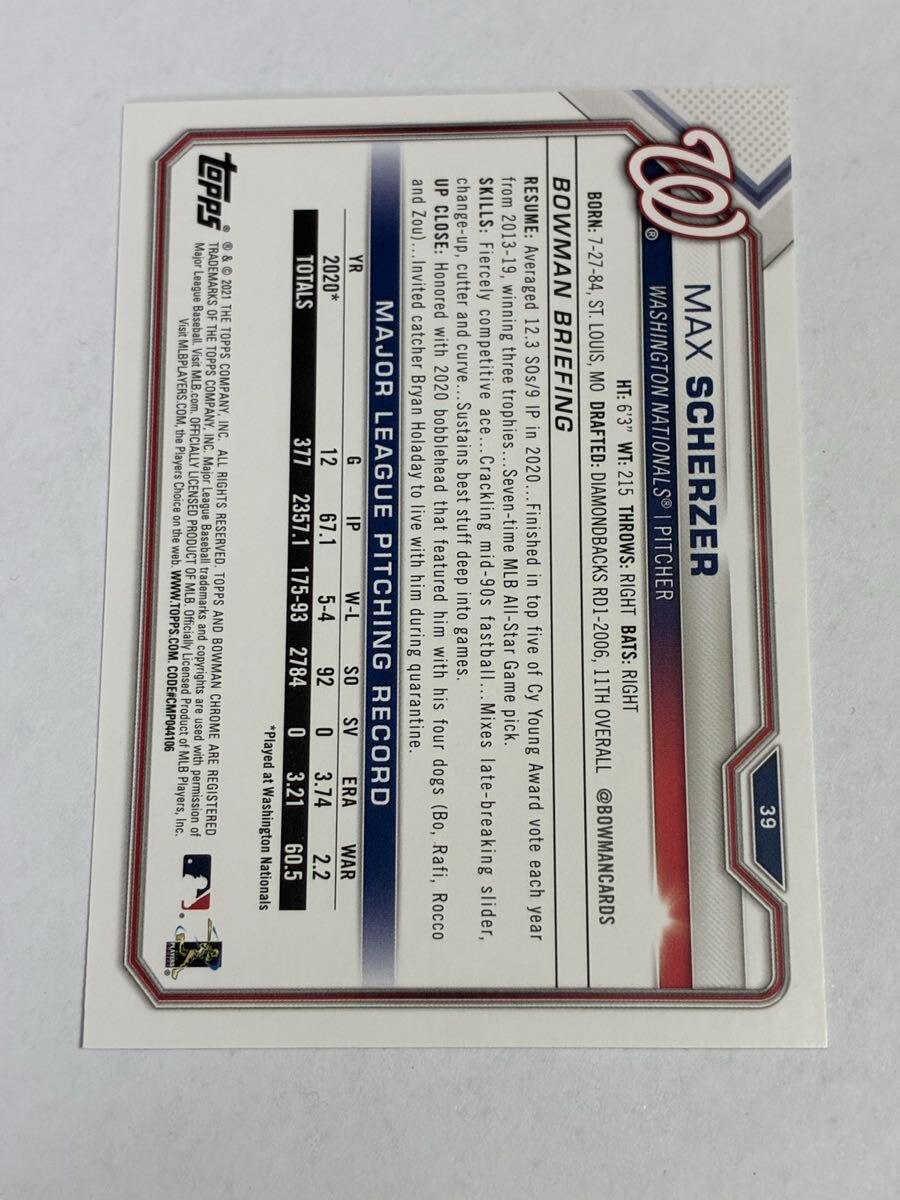 39
W®
MAX SCHERZER
WASHINGTON NATIONALS® | PITCHER
HT: 6'3" WT: 215 THROWS: RIGHT BATS: RIGHT
BORN: 7-27-84, ST. LOUIS, MO DRAFTED: DIAMONDBACKS RD1-2006, 11TH OVERALL @BOWMANCARDS
BOWMAN BRIEFING
RESUME: Averaged 12.3 SOs/9 IP in 2020...Finished in top five of Cy Young Award vote each year
from 2013-19, winning three trophies...Seven-time MLB All-Star Game pick.
SKILLS: Fiercely competitive ace...Crackling mid-90s fastball...Mixes late-breaking slider,
change-up, cutter and curve...Sustains best stuff deep into games.
UP CLOSE: Honored with 2020 bobblehead that featured him with his four dogs (Bo, Rafi, Rocco
and Zou)...Invited catcher Bryan Holaday to live with him during quarantine.
MAJOR LEAGUE PITCHING RECORD
YR G IP W-L SO SV ERA WAR
2020* 12 67.1 5-4 92 0 3.74 2.2
TOTALS 377 2357.1 175-93 2784 0 3.21 60.5
*Played at Washington Nationals
topps®
® & © 2021 THE TOPPS COMPANY, INC. ALL RIGHTS RESERVED. TOPPS AND BOWMAN CHROME ARE REGISTERED
TRADEMARKS OF THE TOPPS COMPANY, INC. Major League Baseball trademarks and copyrights are used with permission of
Major League Baseball. Visit MLB.com. OFFICIALLY LICENSED PRODUCT OF MLB. Officially Licensed Product of MLB Players, Inc.
Visit MLBPLAYERS.COM, the Players Choice on the web. WWW.TOPPS.COM. CODE#CMP044106